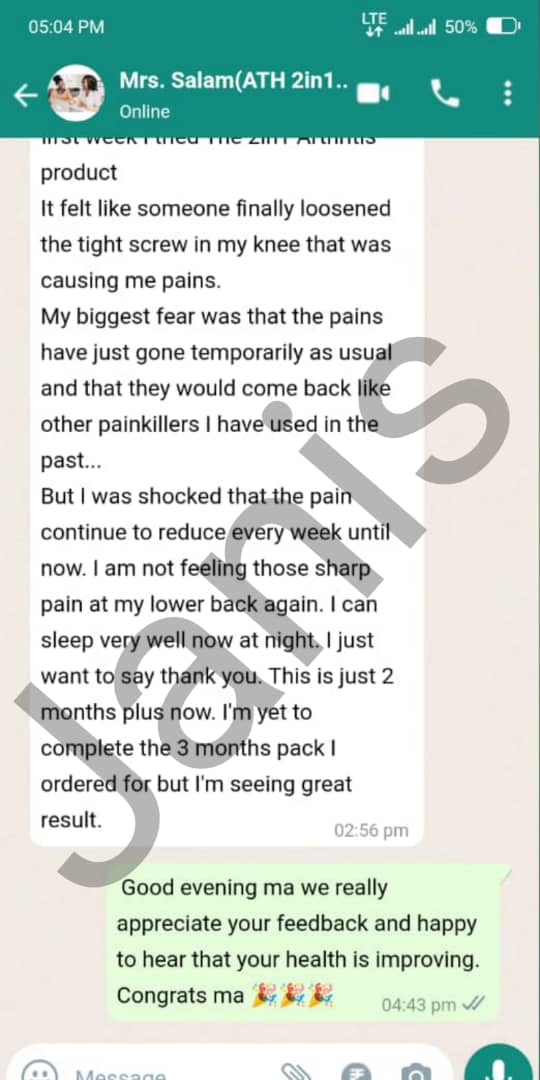 05:04 PM
LTE
50%
Mrs. Salam(ATH 2in1..
Online
first week I tried The 2in1 Arthritis
product
It felt like someone finally loosened
the tight screw in my knee that was
causing me pains.
My biggest fear was that the pains
have just gone temporarily as usual
and that they would come back like
other painkillers I have used in the
past...
But I was shocked that the pain
continue to reduce every week until
now. I am not feeling those sharp
pain at my lower back again. I can
sleep very well now at night. I just
want to say thank you. This is just 2
months plus now. I'm yet to
complete the 3 months pack I
ordered for but I'm seeing great
result.
02:56 pm
Janis
Good evening ma we really
appreciate your feedback and happy
to hear that your health is improving.
Congrats ma 🎉🎉🎉
04:43 pm
Message